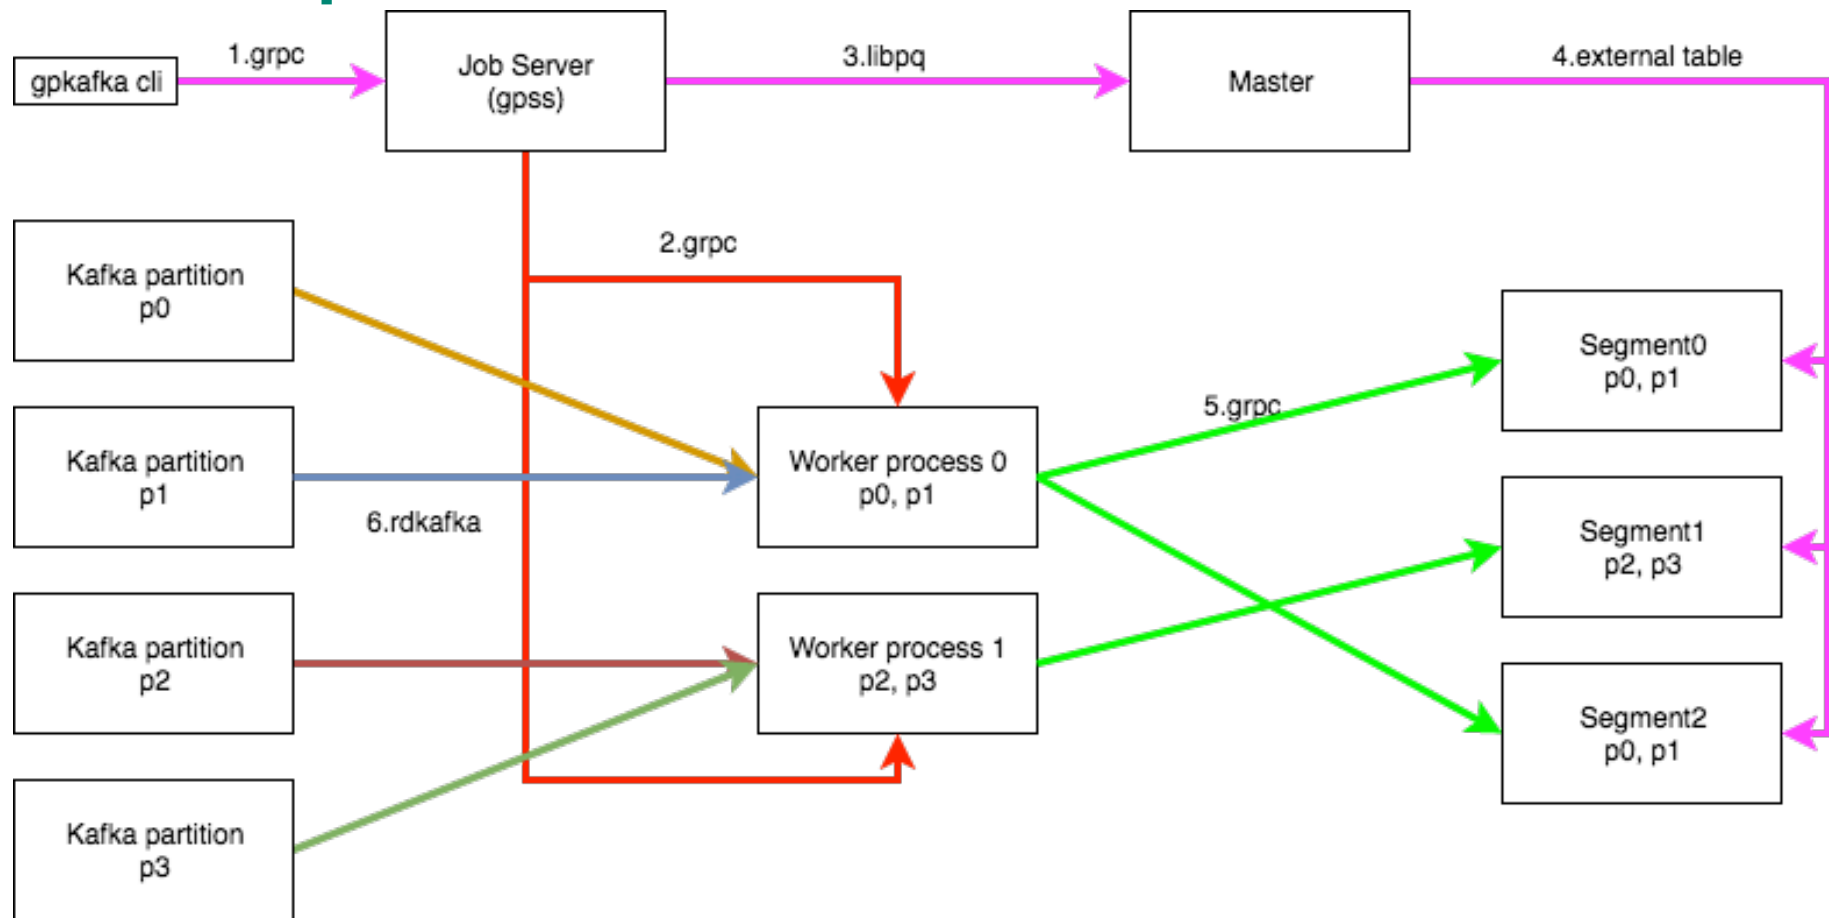 1.grpc
3.libpq
4.external table
gpkafka cli
Job Server
(gpss)
Master
2.grpc
Kafka partition
p0
Segment0
p0, p1
5.grpc
Kafka partition
p1
6.rdkafka
Worker process 0
p0, p1
Segment1
p2, p3
Kafka partition
p2
Worker process 1
p2, p3
Segment2
p0, p1
Kafka partition
p3